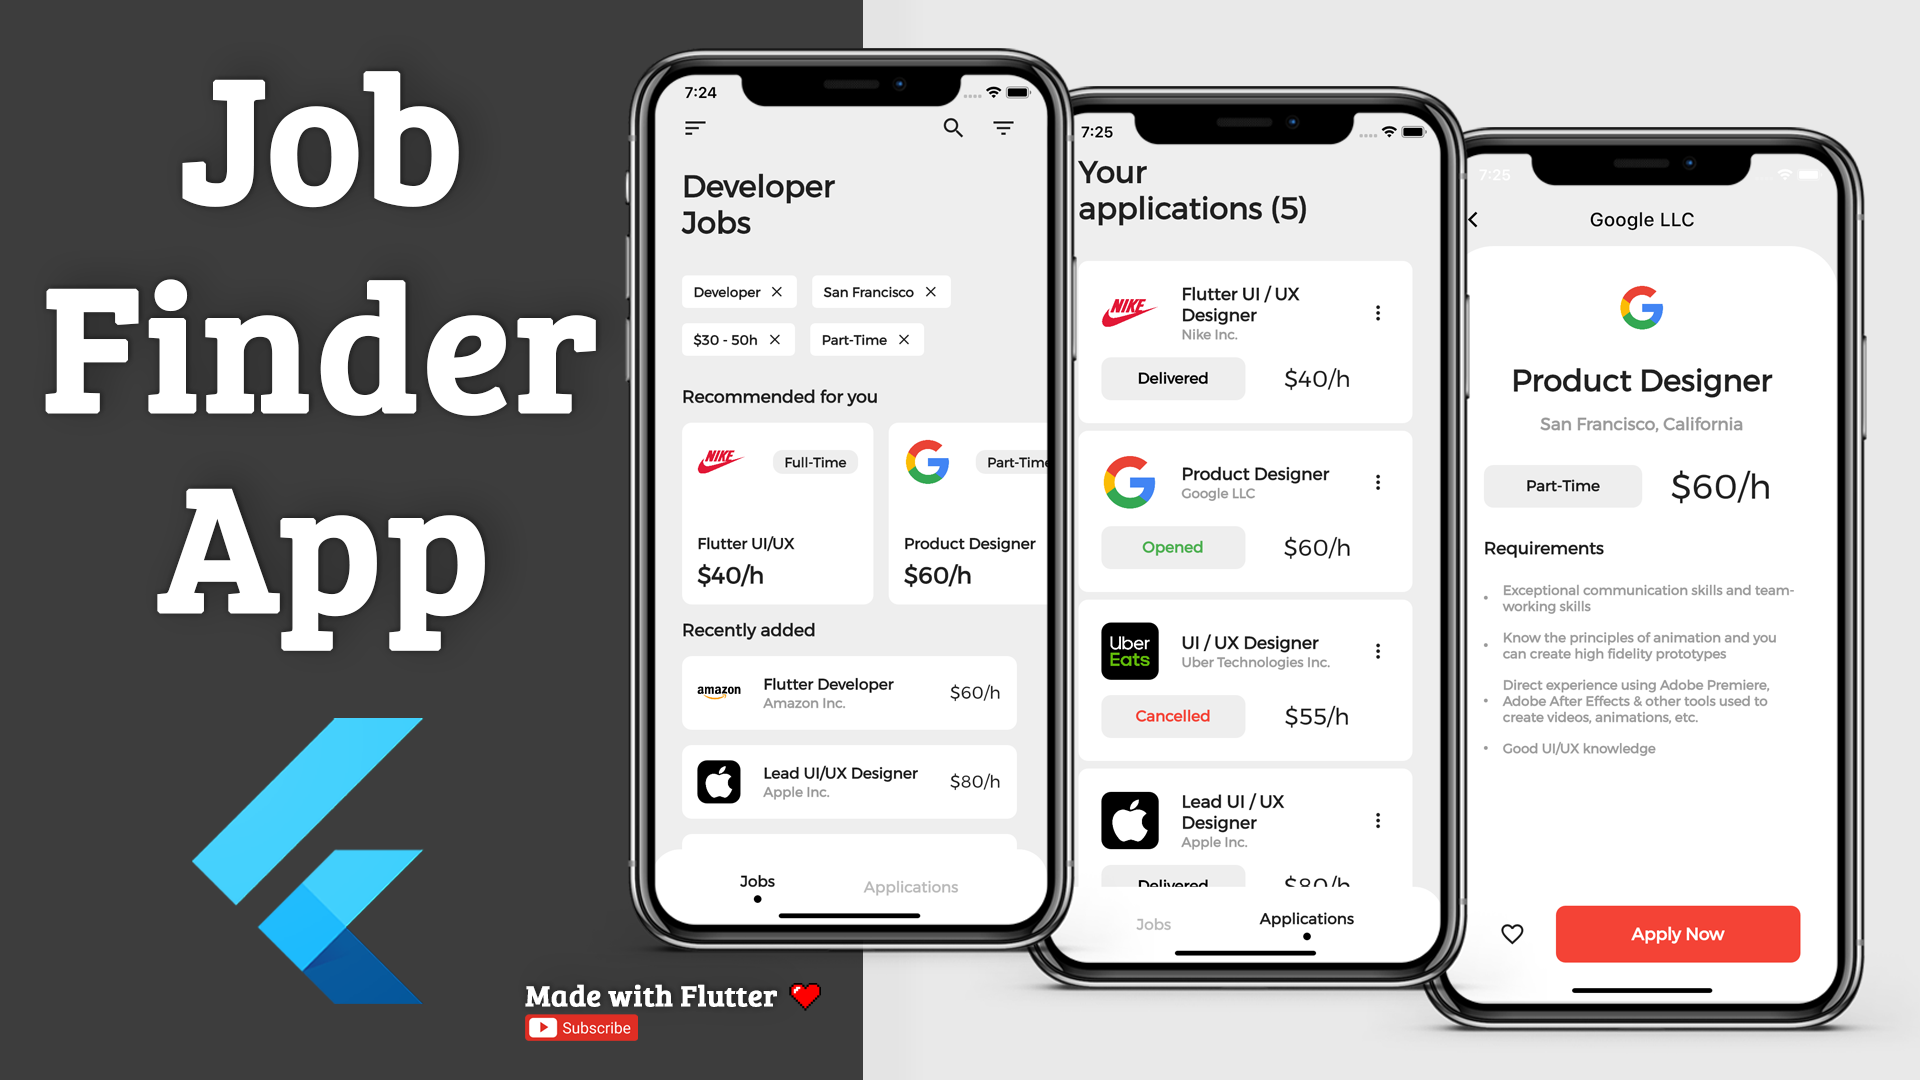 Job
Finder
App
Made with Flutter
Subscribe
7:24
Developer
Jobs
Developer
San Francisco
$30 - 50h
Part-Time
Recommended for you
NIKE
Full-Time
Flutter UI/UX
$40/h
Part-Time
Product Designer
$60/h
Recently added
amazon
Flutter Developer
Amazon Inc.
$60/h
Lead UI/UX Designer
Apple Inc.
$80/h
Jobs
Applications
7:25
Your
applications (5)
NIKE
Flutter UI / UX
Designer
Nike Inc.
Delivered
$40/h
Product Designer
Google LLC
Opened
$60/h
Uber
Eats
UI / UX Designer
Uber Technologies Inc.
Cancelled
$55/h
Lead UI / UX
Designer
Apple Inc.
Delivered
$80/h
Jobs
Applications
7:25
Google LLC
Product Designer
San Francisco, California
Part-Time
$60/h
Requirements
• Exceptional communication skills and team-
working skills
• Know the principles of animation and you
can create high fidelity prototypes
• Direct experience using Adobe Premiere,
Adobe After Effects & other tools used to
create videos, animations, etc.
• Good UI/UX knowledge
Apply Now